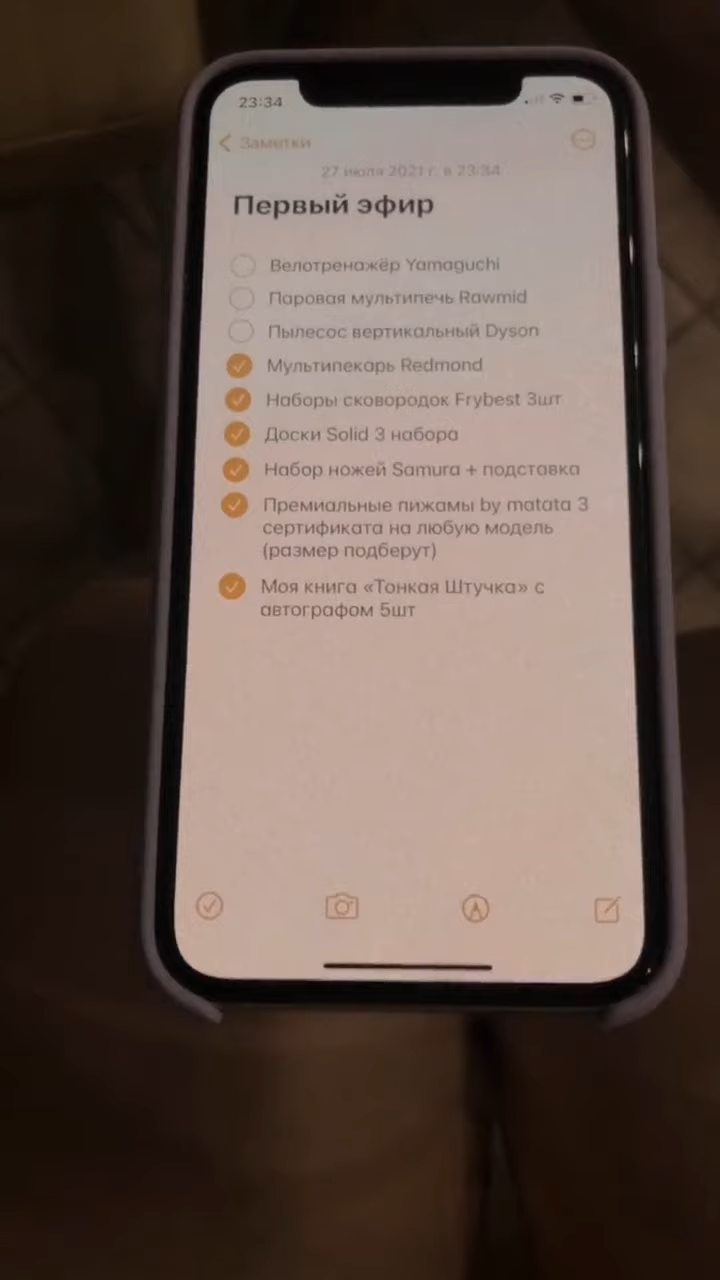 23:34
Заметки
27 июля 2021 г. в 23:34
Первый эфир
Велотренажёр Yamaguchi
Паровая мультипечь Rawmid
Пылесос вертикальный Dyson
Мультипекарь Redmond
Наборы сковородок Frybest 3шт
Доски Solid 3 набора
Набор ножей Samura + подставка
Премиальные пижамы by matata 3
сертификата на любую модель
(размер подберут)
Моя книга «Тонкая Штучка» с
автографом 5шт